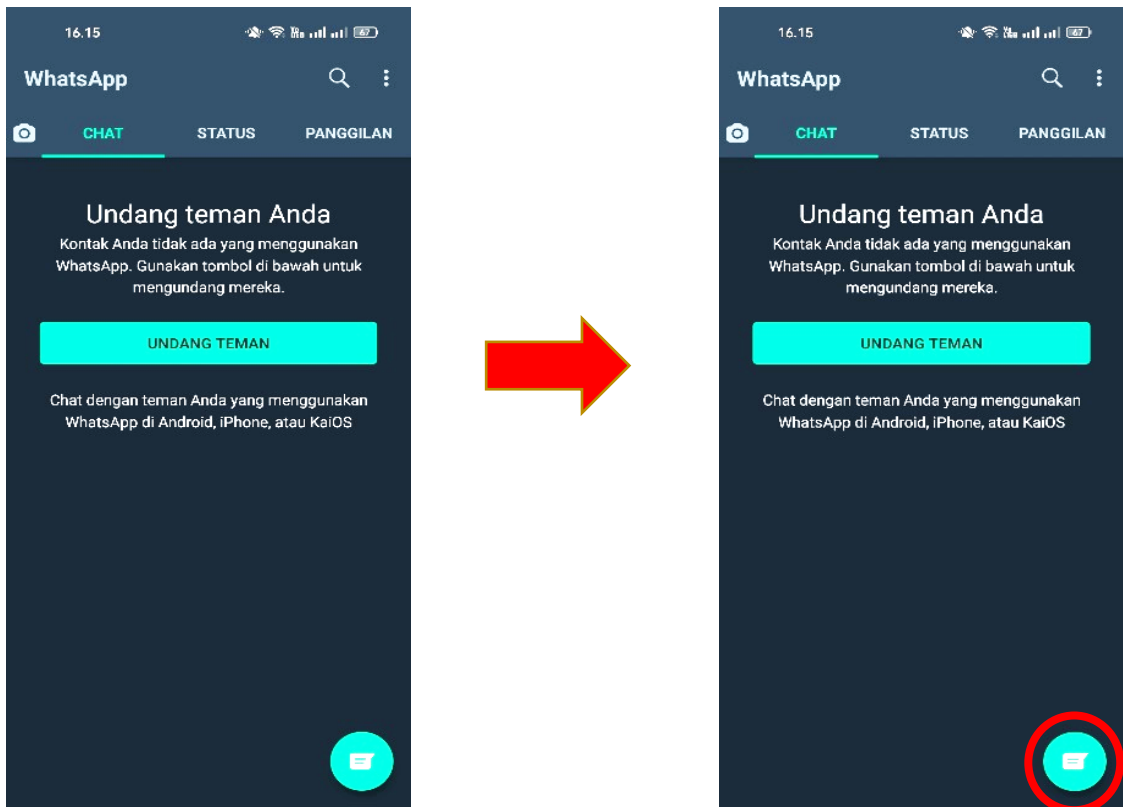 16.15
67
WhatsApp
CHAT STATUS PANGGILAN
Undang teman Anda
Kontak Anda tidak ada yang menggunakan
WhatsApp. Gunakan tombol di bawah untuk
mengundang mereka.
UNDANG TEMAN
Chat dengan teman Anda yang menggunakan
WhatsApp di Android, iPhone, atau KaiOS
16.15
67
WhatsApp
CHAT STATUS PANGGILAN
Undang teman Anda
Kontak Anda tidak ada yang menggunakan
WhatsApp. Gunakan tombol di bawah untuk
mengundang mereka.
UNDANG TEMAN
Chat dengan teman Anda yang menggunakan
WhatsApp di Android, iPhone, atau KaiOS